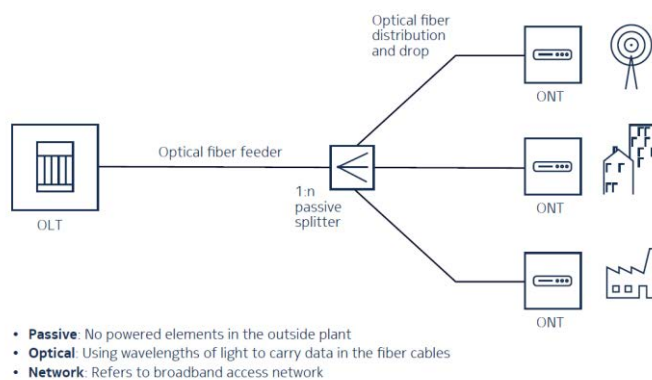 Optical fiber
distribution
and drop
ONT
Optical fiber feeder
1:n
passive
splitter
OLT
ONT
ONT
• Passive: No powered elements in the outside plant
• Optical: Using wavelengths of light to carry data in the fiber cables
• Network: Refers to broadband access network